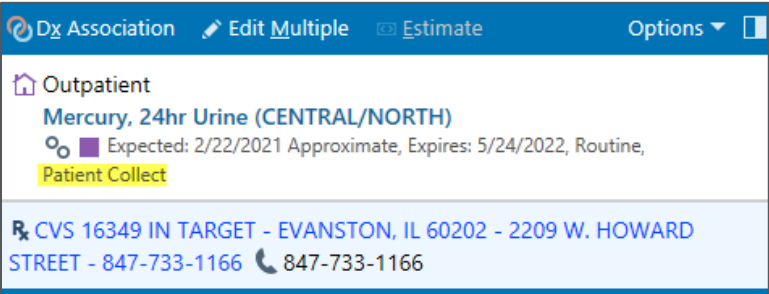 Dx Association Edit Multiple Estimate Options
Outpatient
Mercury, 24hr Urine (CENTRAL/NORTH)
Expected: 2/22/2021 Approximate, Expires: 5/24/2022, Routine,
Patient Collect
Rx CVS 16349 IN TARGET - EVANSTON, IL 60202 - 2209 W. HOWARD
STREET - 847-733-1166 847-733-1166